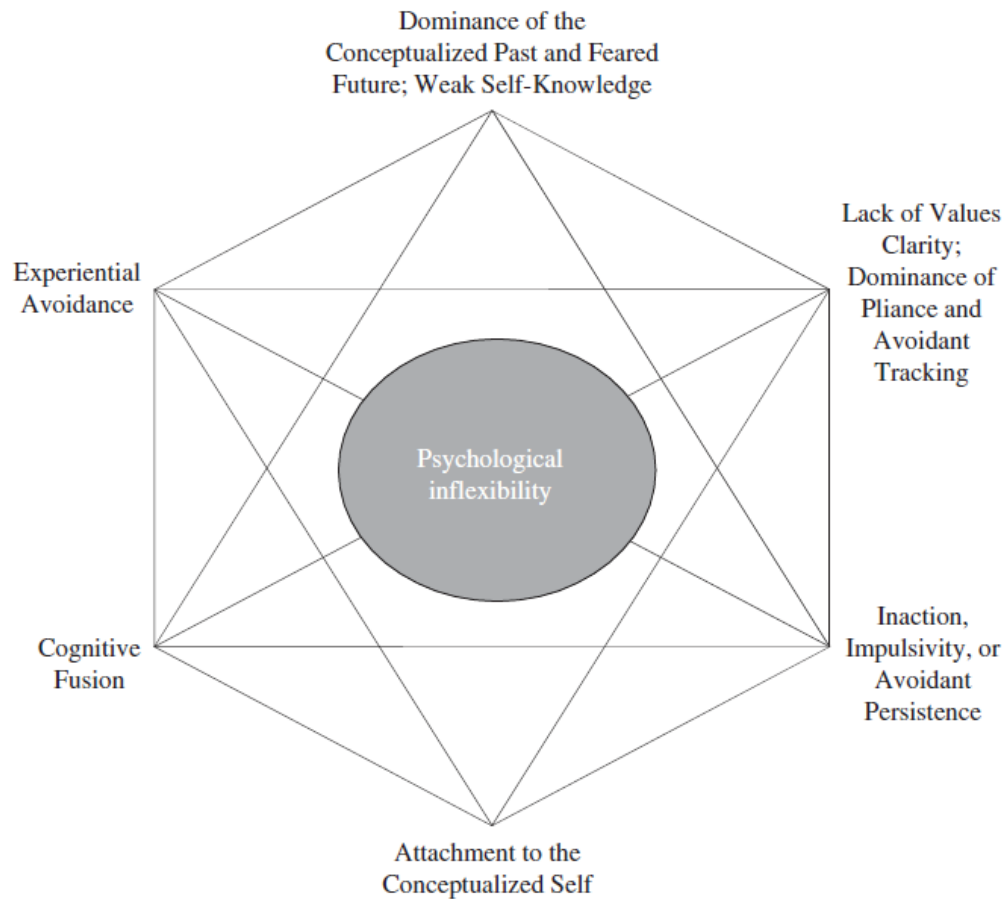 Dominance of the
Conceptualized Past and Feared
Future; Weak Self-Knowledge
Experiential
Avoidance
Lack of Values
Clarity;
Dominance of
Pliance and
Avoidant
Tracking
Psychological
inflexibility
Cognitive
Fusion
Inaction,
Impulsivity, or
Avoidant
Persistence
Attachment to the
Conceptualized Self